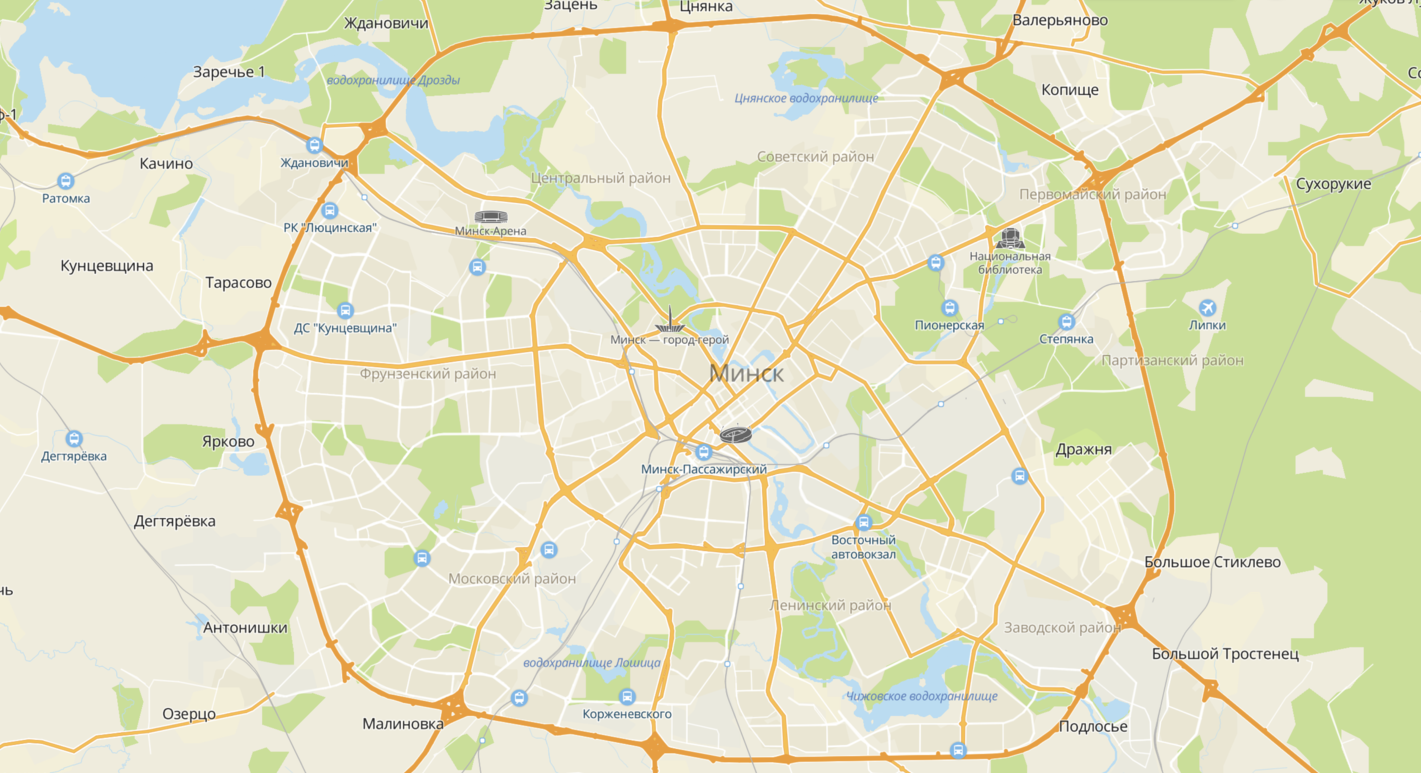 Зацень
Цнянка
Ждановичи
Валерьяново
Заречье 1
водохранилище Дрозды
Цнянское водохранилище
Копище
Качино
Ждановичи
Советский район
Ратомка
Центральный район
Первомайский район
Сухорукие
РК "Люцинская"
Минск-Арена
Национальная
библиотека
Кунцевщина
Тарасово
ДС "Кунцевщина"
Минск — город-герой
Пионерская
Степянка
Липки
Партизанский район
Фрунзенский район
Минск
Ярково
Дегтярёвка
Минск-Пассажирский
Дражня
Дегтярёвка
Восточный
автовокзал
Большое Стиклево
Московский район
Ленинский район
Антонишки
Заводской район
Большой Тростенец
водохранилище Лошица
Чижовское водохранилище
Озерцо
Малиновка
Корженевского
Подлосье